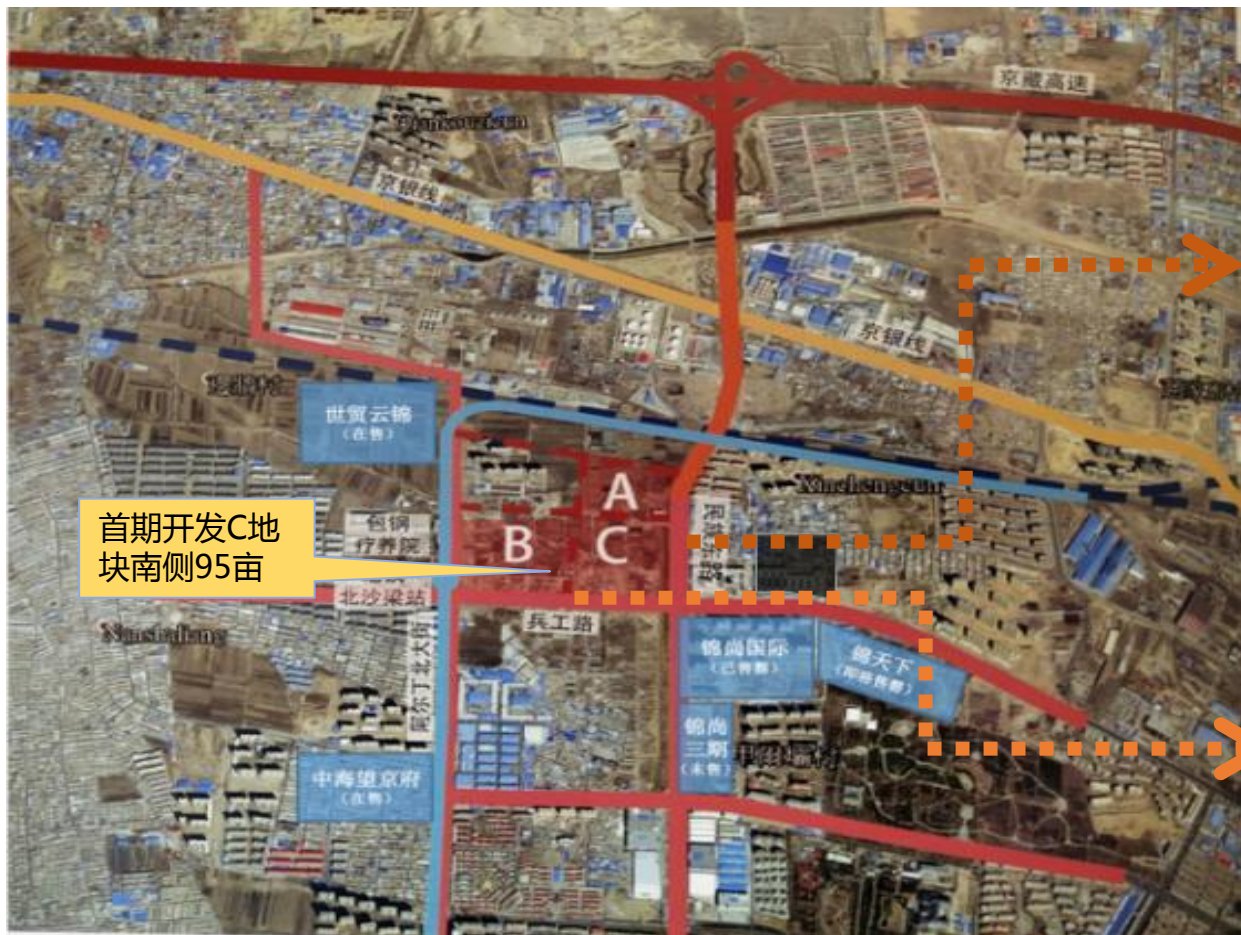 京藏高速
京银线
京银线
世贸云锦
（在售）
Xinzhengcun
A
B
C
包钢
疗养院
首期开发C地
块南侧95亩
北沙梁站
兵工路
阿尔丁北大街
锦尚国际
（已售罄）
锦天下
锦尚
三期
（未售）
中海望京府
（在售）